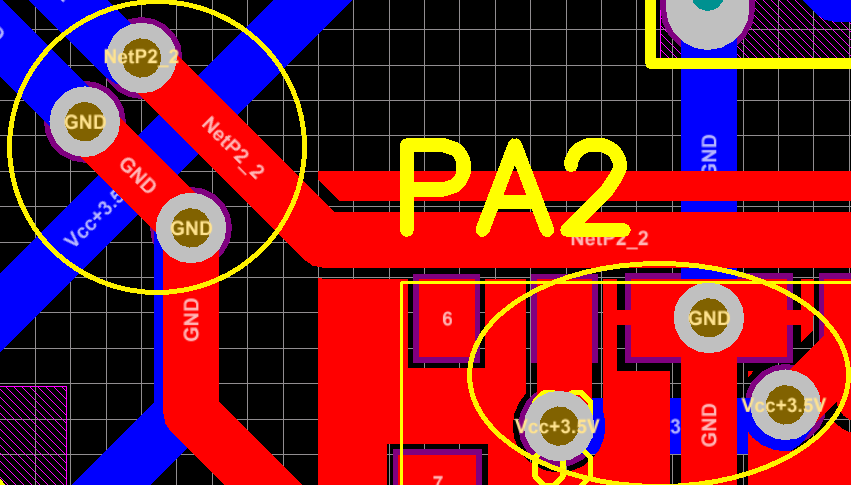 NetP2_2
GND
NetP2_2
GND
Vcc+3.5
GND
GND
PA2
NetP2_2
GND
GND
6
GND
Vcc+3.5V
3
Vcc+3.5V
GND
7